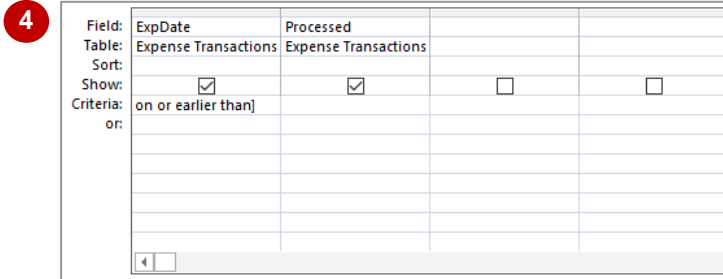 4
Field: ExpDate Processed
Table: Expense Transactions Expense Transactions
Sort:
Show:
Criteria: on or earlier than]
or: